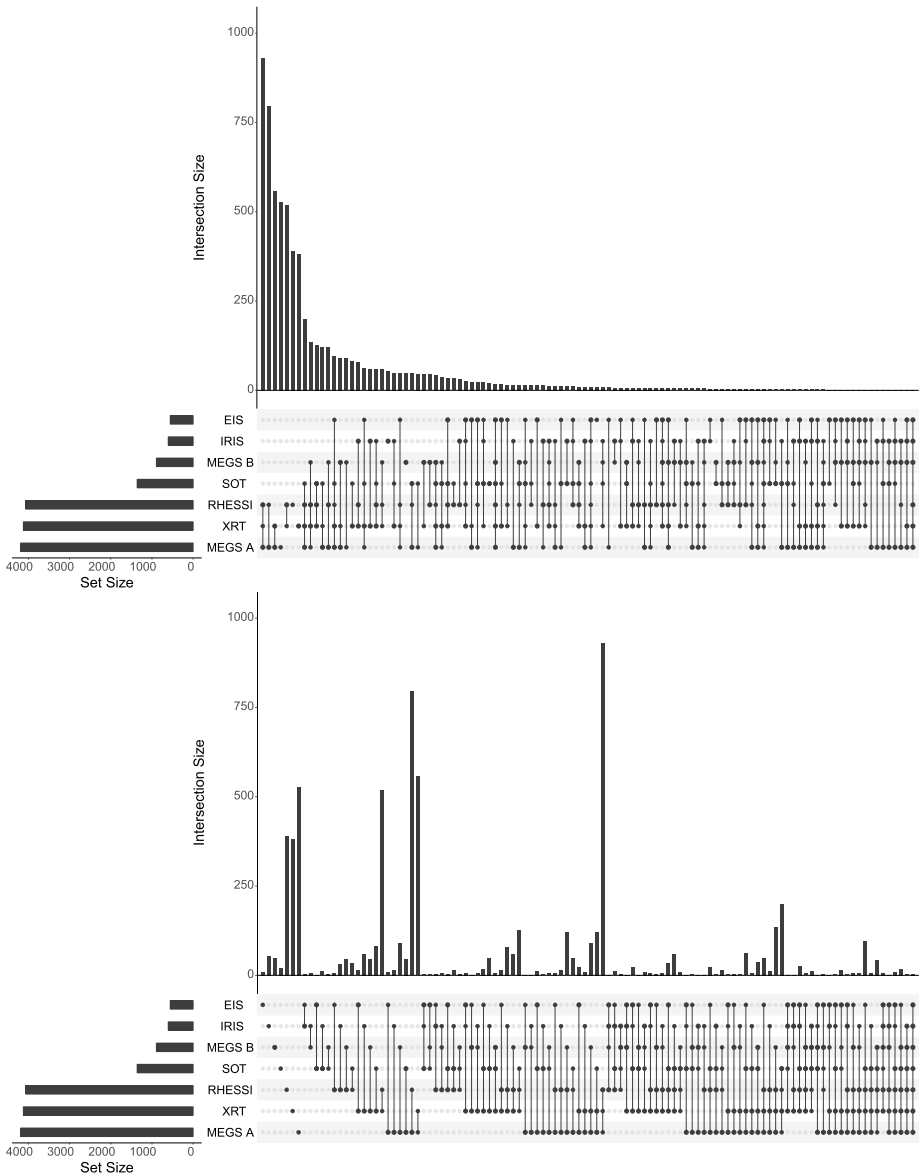 1000
750
500
250
0
Intersection Size
EIS
IRIS
MEGS B
SOT
RHESSI
XRT
MEGS A
4000 3000 2000 1000 0
Set Size
1000
750
500
250
0
Intersection Size
EIS
IRIS
MEGS B
SOT
RHESSI
XRT
MEGS A
4000 3000 2000 1000 0
Set Size